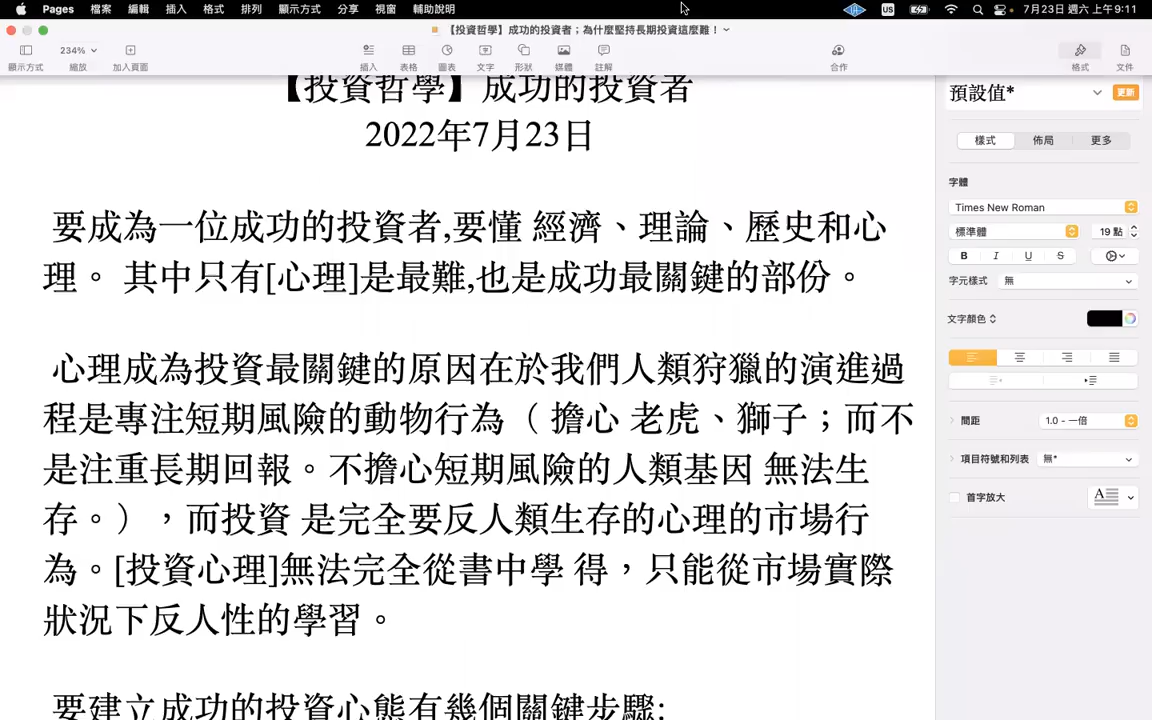 Pages 檔案 編輯 插入 格式 排列 顯示方式 分享 視窗 輔助說明 US 7月23日 週六 上午9:11
【投資哲學】成功的投資者；為什麼堅持長期投資這麼難！
234%
顯示方式 縮放 加入頁面 插入 表格 圖表 文字 形狀 媒體 註解 合作 格式 文件
【投資哲學】成功的投資者
2022年7月23日
要成為一位成功的投資者,要懂 經濟、理論、歷史和心
理。 其中只有[心理]是最難,也是成功最關鍵的部份。
心理成為投資最關鍵的原因在於我們人類狩獵的演進過
程是專注短期風險的動物行為（ 擔心 老虎、獅子；而不
是注重長期回報。不擔心短期風險的人類基因 無法生
存。），而投資 是完全要反人類生存的心理的市場行
為。[投資心理]無法完全從書中學 得，只能從市場實際
狀況下反人性的學習。
要建立成功的投資心態有幾個關鍵步驟:
預設值* 更新
樣式 佈局 更多
字體
Times New Roman
標準體 19 點
B I U S
字元樣式 無
文字顏色
間距 1.0 - 一倍
項目符號和列表 無*
首字放大 A